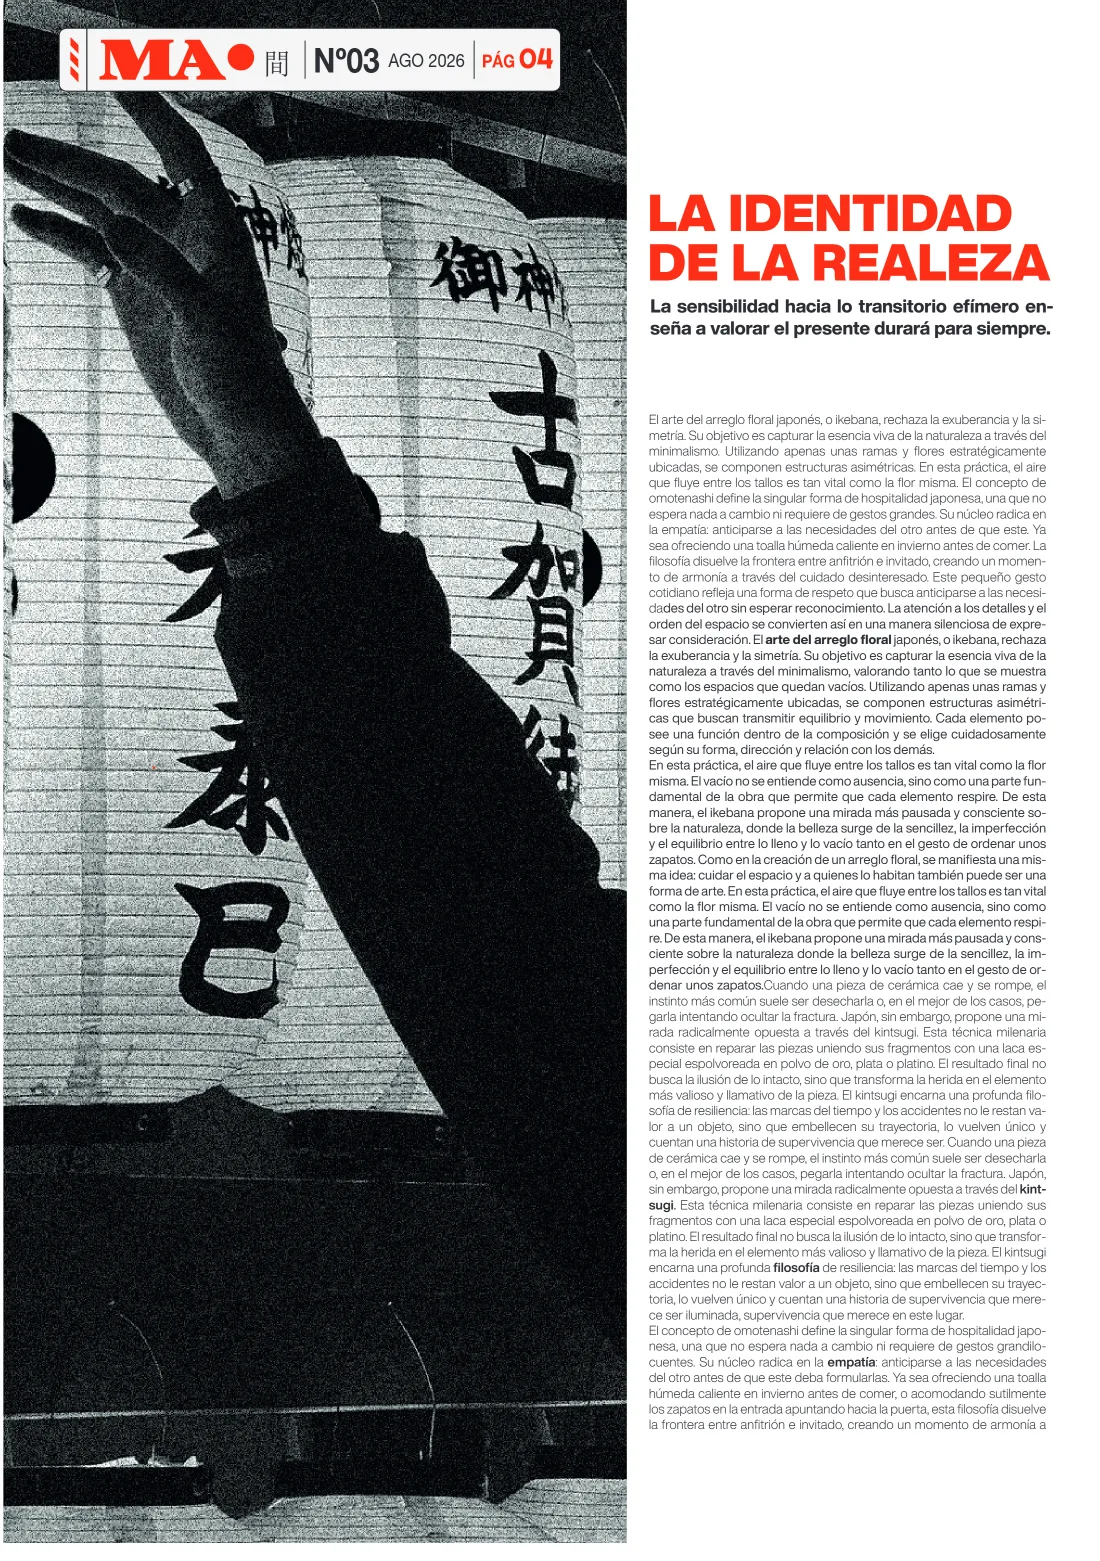 MA 間 Nº03 AGO 2026 PÁG 04
御神
御神
古賀
泰巳
LA IDENTIDAD
DE LA REALEZA
La sensibilidad hacia lo transitorio efímero en-
seña a valorar el presente durará para siempre.
El arte del arreglo floral japonés, o ikebana, rechaza la exuberancia y la si-
metría. Su objetivo es capturar la esencia viva de la naturaleza a través del
minimalismo. Utilizando apenas unas ramas y flores estratégicamente
ubicadas, se componen estructuras asimétricas. En esta práctica, el aire
que fluye entre los tallos es tan vital como la flor misma. El concepto de
omotenashi define la singular forma de hospitalidad japonesa, una que no
espera nada a cambio ni requiere de gestos grandes. Su núcleo radica en
la empatía: anticiparse a las necesidades del otro antes de que este. Ya
sea ofreciendo una toalla húmeda caliente en invierno antes de comer. La
filosofía disuelve la frontera entre anfitrión e invitado, creando un momen-
to de armonía a través del cuidado desinteresado. Este pequeño gesto
cotidiano refleja una forma de respeto que busca anticiparse a las necesi-
dades del otro sin esperar reconocimiento. La atención a los detalles y el
orden del espacio se convierten así en una manera silenciosa de expre-
sar consideración. El arte del arreglo floral japonés, o ikebana, rechaza
la exuberancia y la simetría. Su objetivo es capturar la esencia viva de la
naturaleza a través del minimalismo, valorando tanto lo que se muestra
como los espacios que quedan vacíos. Utilizando apenas unas ramas y
flores estratégicamente ubicadas, se componen estructuras asimétri-
cas que buscan transmitir equilibrio y movimiento. Cada elemento po-
see una función dentro de la composición y se elige cuidadosamente
según su forma, dirección y relación con los demás.
En esta práctica, el aire que fluye entre los tallos es tan vital como la flor
misma. El vacío no se entiende como ausencia, sino como una parte fun-
damental de la obra que permite que cada elemento respire. De esta
manera, el ikebana propone una mirada más pausada y consciente so-
bre la naturaleza, donde la belleza surge de la sencillez, la imperfección
y el equilibrio entre lo lleno y lo vacío tanto en el gesto de ordenar unos
zapatos. Como en la creación de un arreglo floral, se manifiesta una mis-
ma idea: cuidar el espacio y a quienes lo habitan también puede ser una
forma de arte. En esta práctica, el aire que fluye entre los tallos es tan vital
como la flor misma. El vacío no se entiende como ausencia, sino como
una parte fundamental de la obra que permite que cada elemento respi-
re. De esta manera, el ikebana propone una mirada más pausada y cons-
ciente sobre la naturaleza donde la belleza surge de la sencillez, la im-
perfección y el equilibrio entre lo lleno y lo vacío tanto en el gesto de or-
denar unos zapatos.Cuando una pieza de cerámica cae y se rompe, el
instinto más común suele ser desecharla o, en el mejor de los casos, pe-
garla intentando ocultar la fractura. Japón, sin embargo, propone una mi-
rada radicalmente opuesta a través del kintsugi. Esta técnica milenaria
consiste en reparar las piezas uniendo sus fragmentos con una laca es-
pecial espolvoreada en polvo de oro, plata o platino. El resultado final no
busca la ilusión de lo intacto, sino que transforma la herida en el elemento
más valioso y llamativo de la pieza. El kintsugi encarna una profunda filo-
sofía de resiliencia: las marcas del tiempo y los accidentes no le restan va-
lor a un objeto, sino que embellecen su trayectoria, lo vuelven único y
cuentan una historia de supervivencia que merece ser. Cuando una pieza
de cerámica cae y se rompe, el instinto más común suele ser desecharla
o, en el mejor de los casos, pegarla intentando ocultar la fractura. Japón,
sin embargo, propone una mirada radicalmente opuesta a través del kint-
sugi. Esta técnica milenaria consiste en reparar las piezas uniendo sus
fragmentos con una laca especial espolvoreada en polvo de oro, plata o
platino. El resultado final no busca la ilusión de lo intacto, sino que transfor-
ma la herida en el elemento más valioso y llamativo de la pieza. El kintsugi
encarna una profunda filosofía de resiliencia: las marcas del tiempo y los
accidentes no le restan valor a un objeto, sino que embellecen su trayec-
toria, lo vuelven único y cuentan una historia de supervivencia que mere-
ce ser iluminada, supervivencia que merece en este lugar.
El concepto de omotenashi define la singular forma de hospitalidad japo-
nesa, una que no espera nada a cambio ni requiere de gestos grandilo-
cuentes. Su núcleo radica en la empatía: anticiparse a las necesidades
del otro antes de que este deba formularlas. Ya sea ofreciendo una toalla
húmeda caliente en invierno antes de comer, o acomodando sutilmente
los zapatos en la entrada apuntando hacia la puerta, esta filosofía disuelve
la frontera entre anfitrión e invitado, creando un momento de armonía a